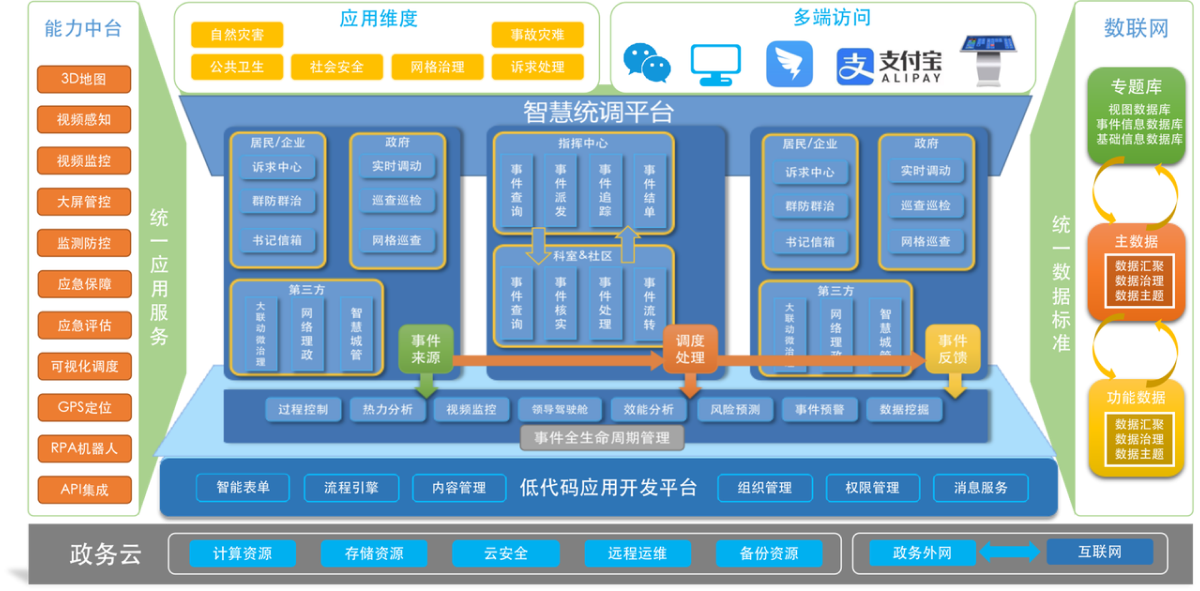 能力中台
3D地图
视频感知
视频监控
大屏管控
监测防控
应急保障
应急评估
可视化调度
GPS定位
RPA机器人
API集成
统一应用服务
应用维度
自然灾害
事故灾难
公共卫生
社会安全
网格治理
诉求处理
多端访问
支付宝
ALIPAY
智慧统调平台
居民/企业
诉求中心
群防群治
书记信箱
政府
实时调动
巡查巡检
网格巡查
第三方
大联动微治理
网络理政
智慧城管
事件
来源
指挥中心
事件查询
事件派发
事件追踪
事件结单
科室&社区
事件查询
事件核实
事件处理
事件流转
调度
处理
居民/企业
诉求中心
群防群治
书记信箱
政府
实时调动
巡查巡检
网格巡查
第三方
大联动微治
网络理政
智慧城管
事件
反馈
过程控制
热力分析
视频监控
领导驾驶舱
效能分析
风险预测
事件预警
数据挖掘
事件全生命周期管理
智能表单
流程引擎
内容管理
低代码应用开发平台
组织管理
权限管理
消息服务
统一数据标准
数联网
专题库
视图数据库
事件信息数据库
基础信息数据库
主数据
数据汇聚
数据治理
数据主题
功能数据
数据汇聚
数据治理
数据主题
政务云
计算资源
存储资源
云安全
远程运维
备份资源
政务外网
互联网